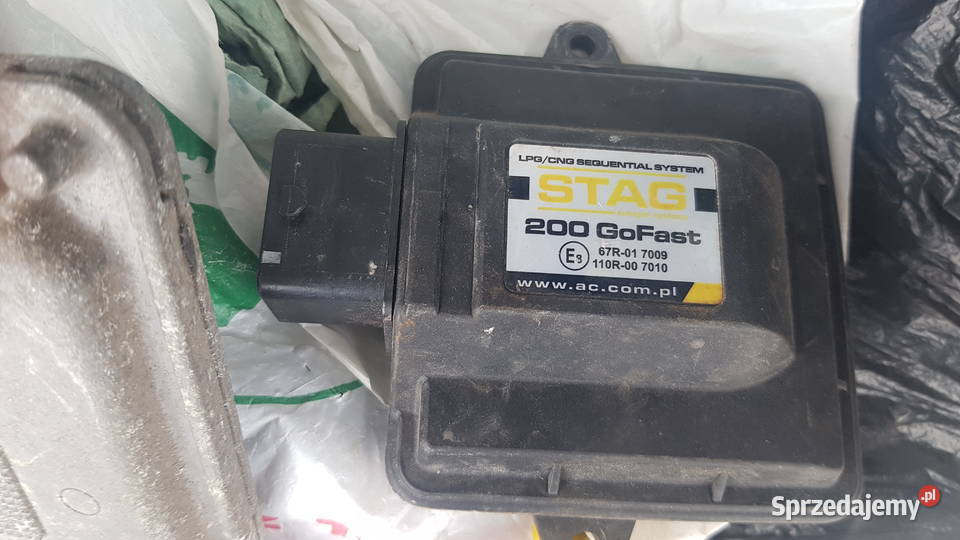 LPG/CNG SEQUENTIAL SYSTEM
STAG
200 GoFast
E8 67R-01 7009
110R-00 7010
www.ac.com.pl
Sprzedajemy.pl